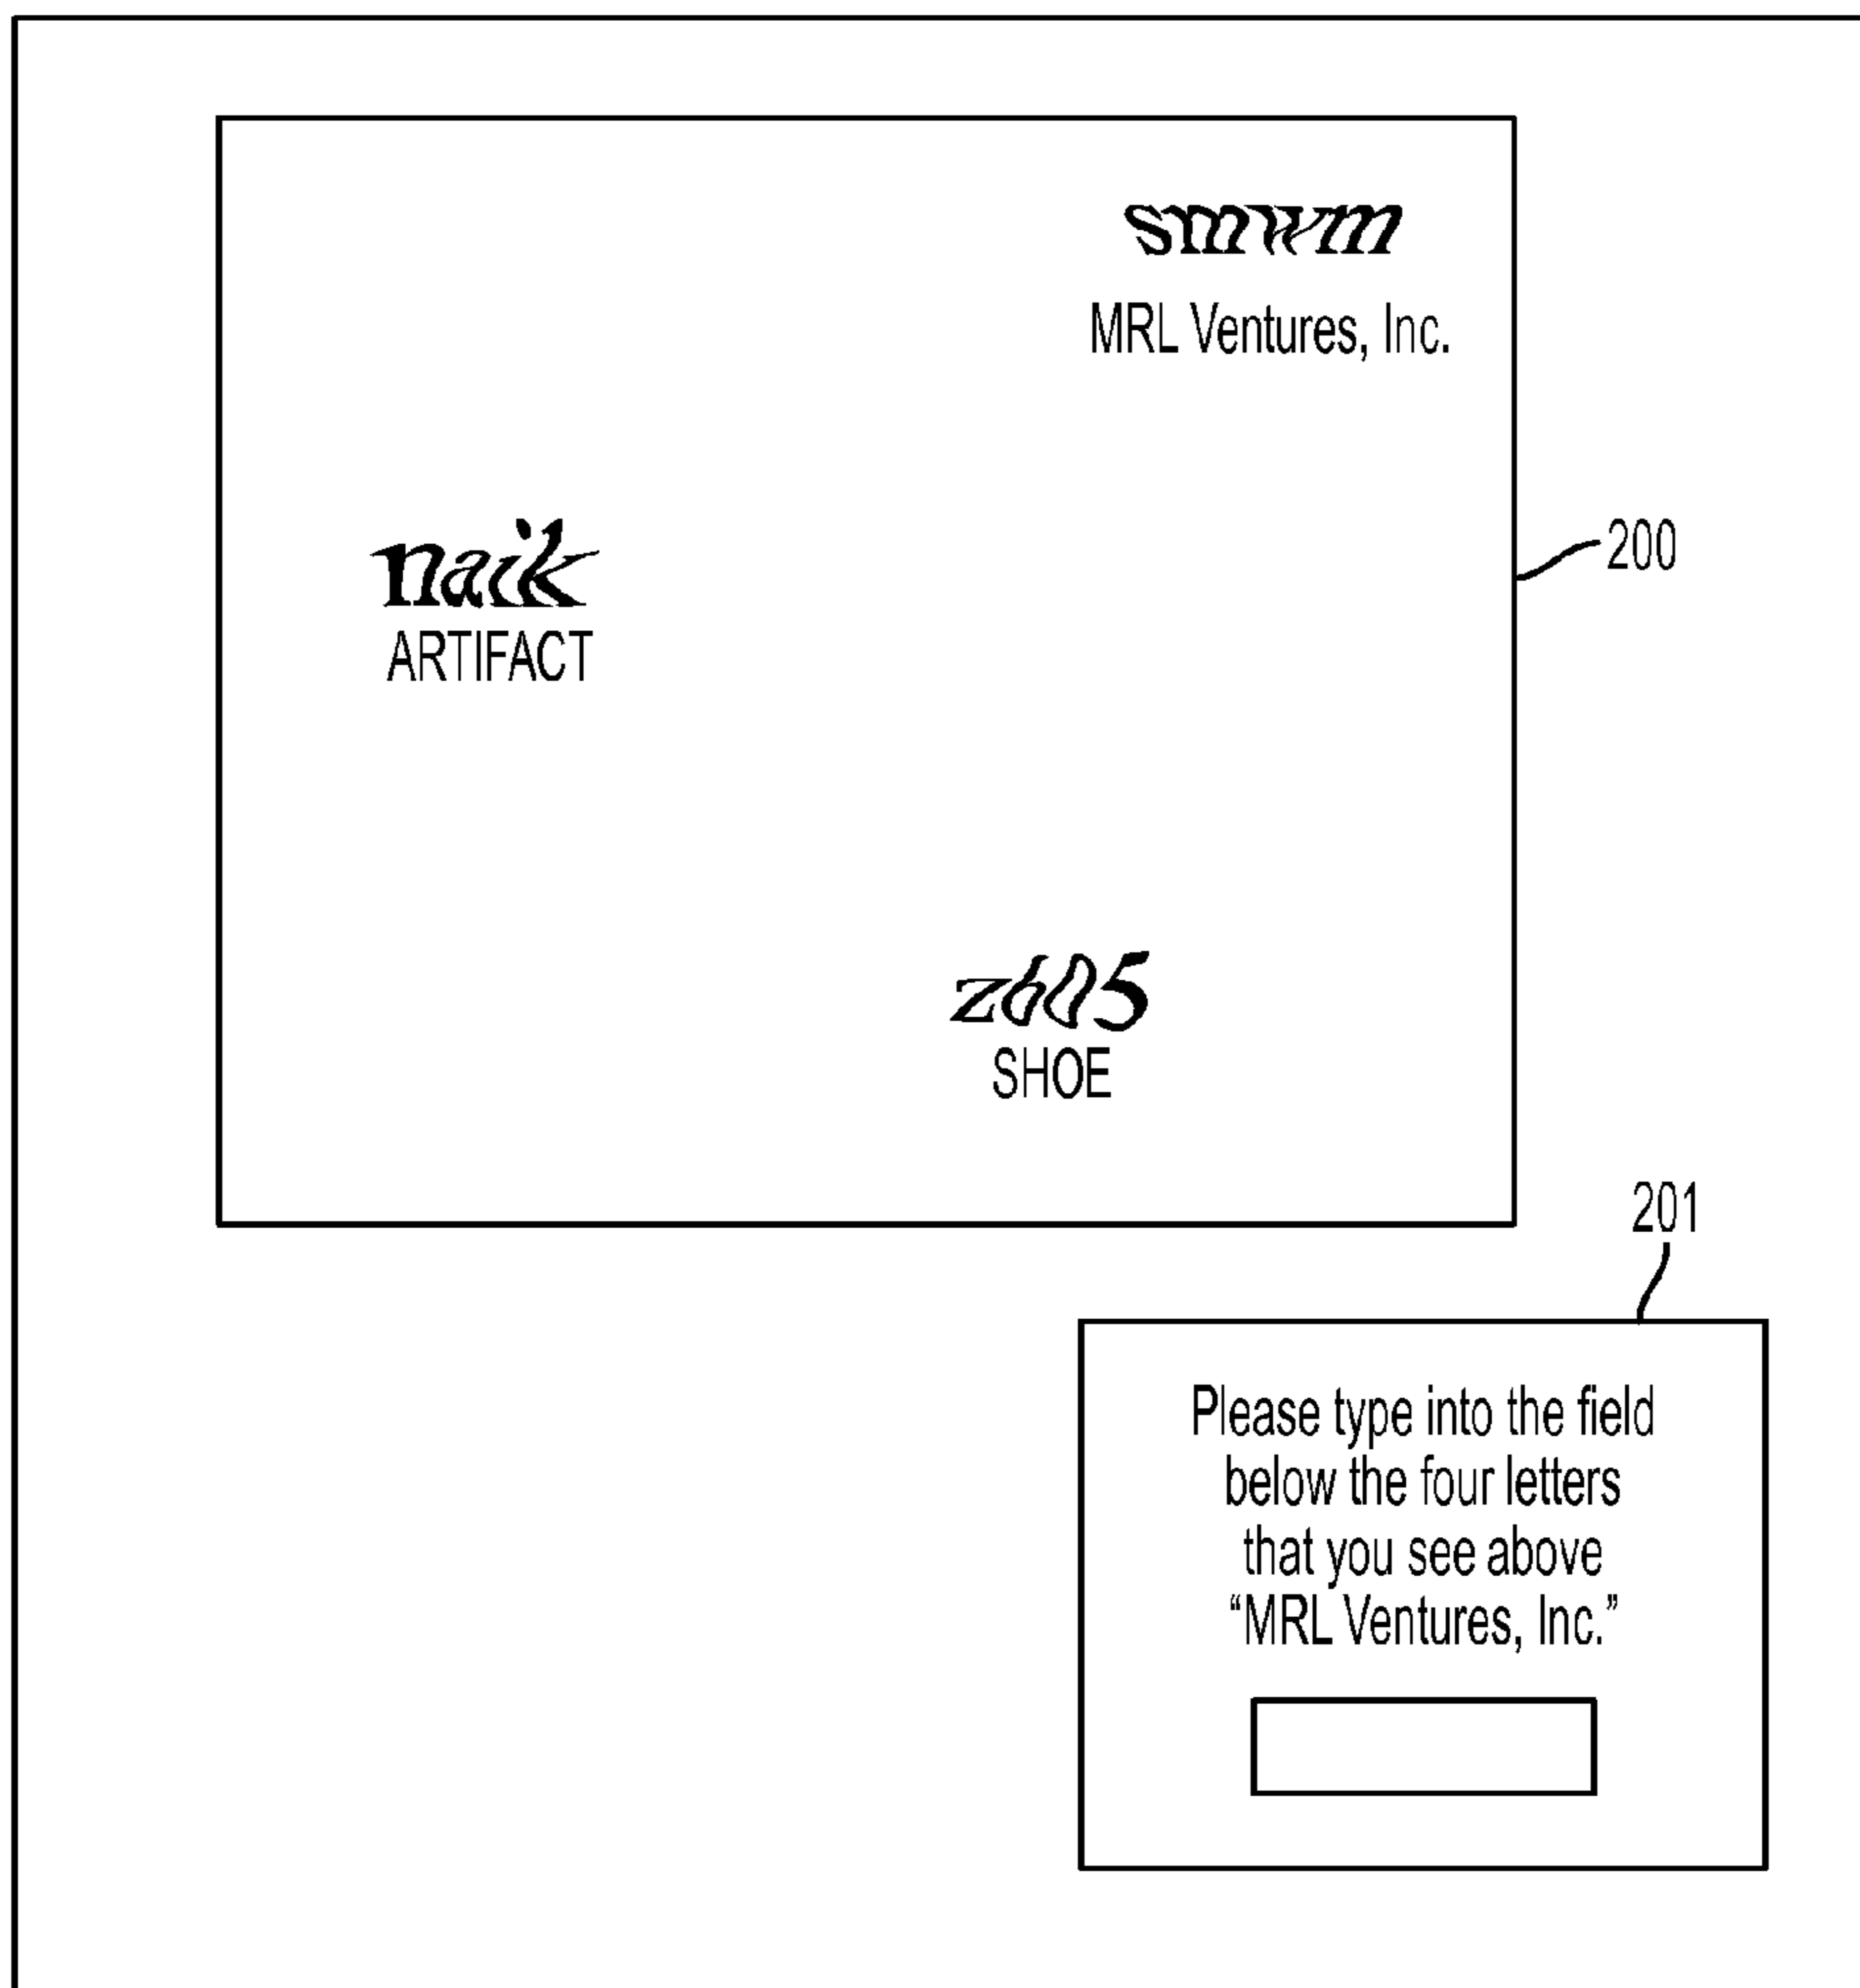 smwm
MRL Ventures, Inc.
naik
ARTIFACT
200
zb05
SHOE
201
Please type into the field
below the four letters
that you see above
“MRL Ventures, Inc.”